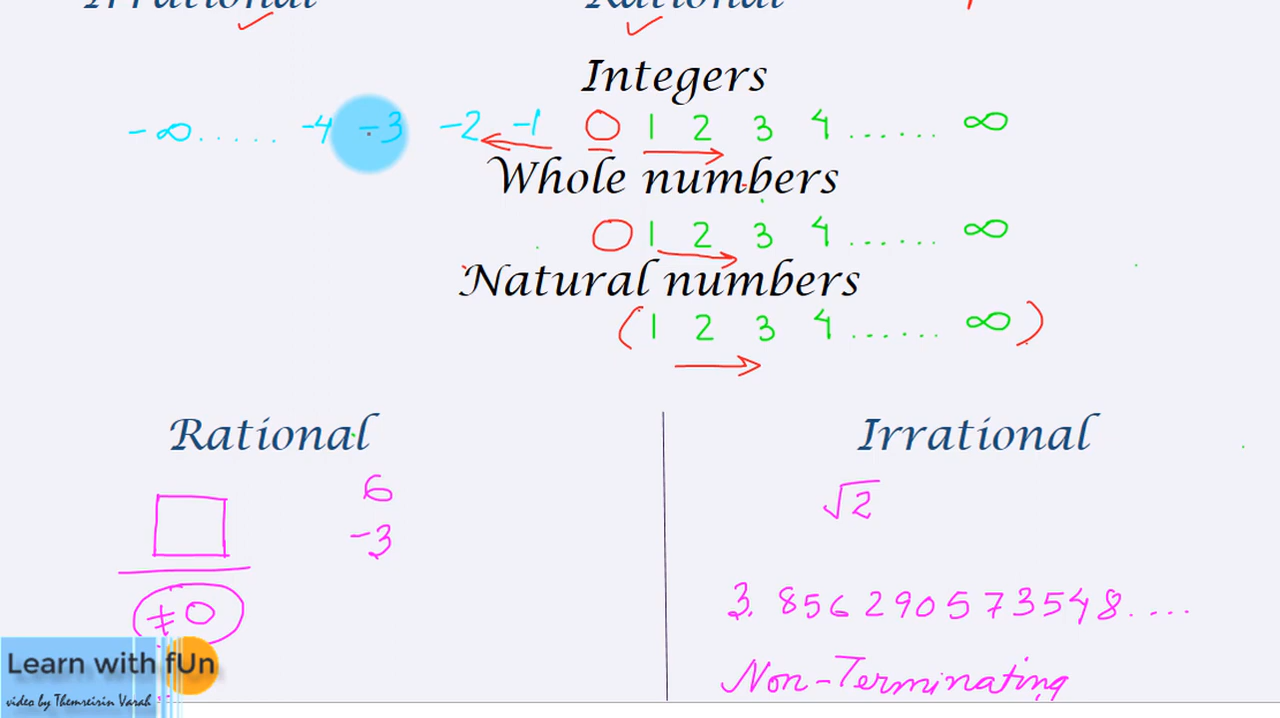 Irrational Rational
Integers
-∞..... -4 -3 -2 -1 0 1 2 3 4 ...... ∞
Whole numbers
0 1 2 3 4 ...... ∞
Natural numbers
( 1 2 3 4 ...... ∞ )
Rational Irrational
6 √2
-3
≠0 3.856290573548....
Non-Terminating
Learn with fUn
video by Themreirin Varah